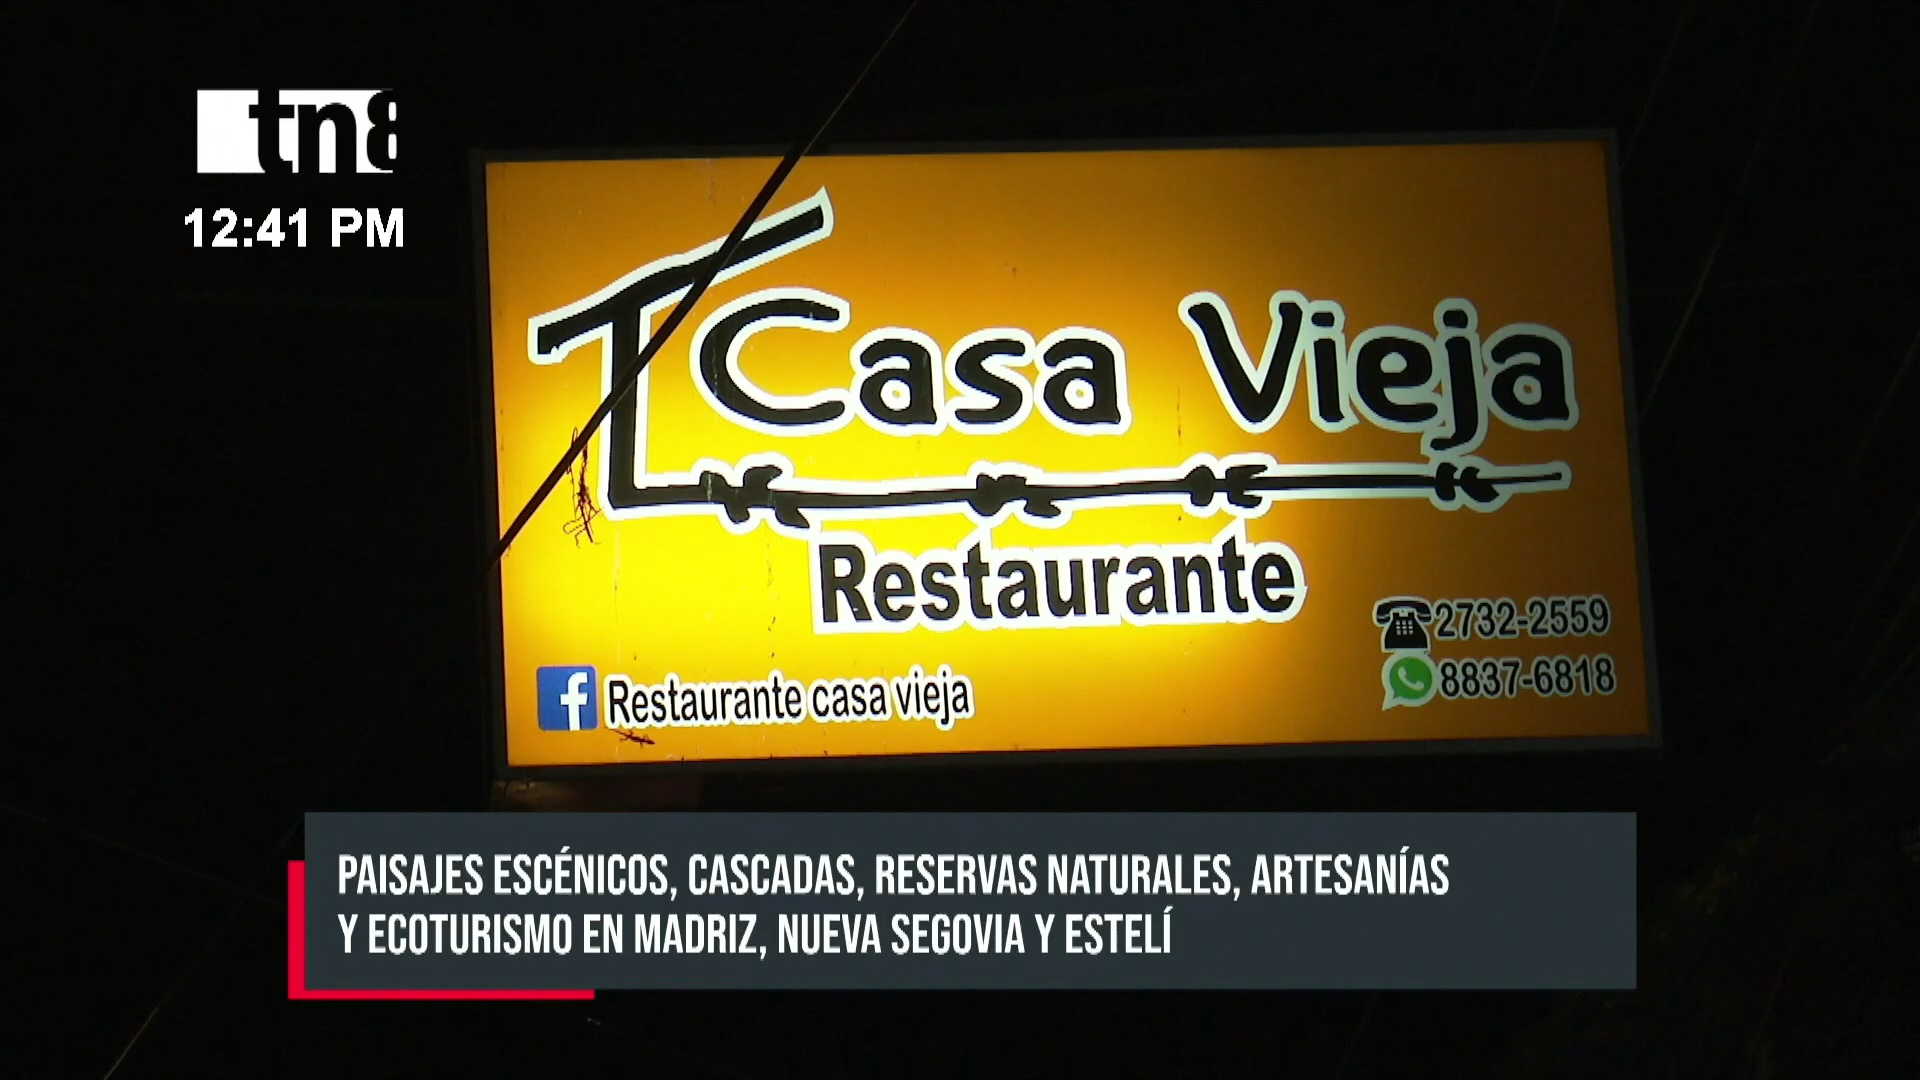 tn8
12:41 PM
Casa Vieja
Restaurante
2732-2559
8837-6818
f Restaurante casa vieja
PAISAJES ESCÉNICOS, CASCADAS, RESERVAS NATURALES, ARTESANÍAS
Y ECOTURISMO EN MADRIZ, NUEVA SEGOVIA Y ESTELÍ